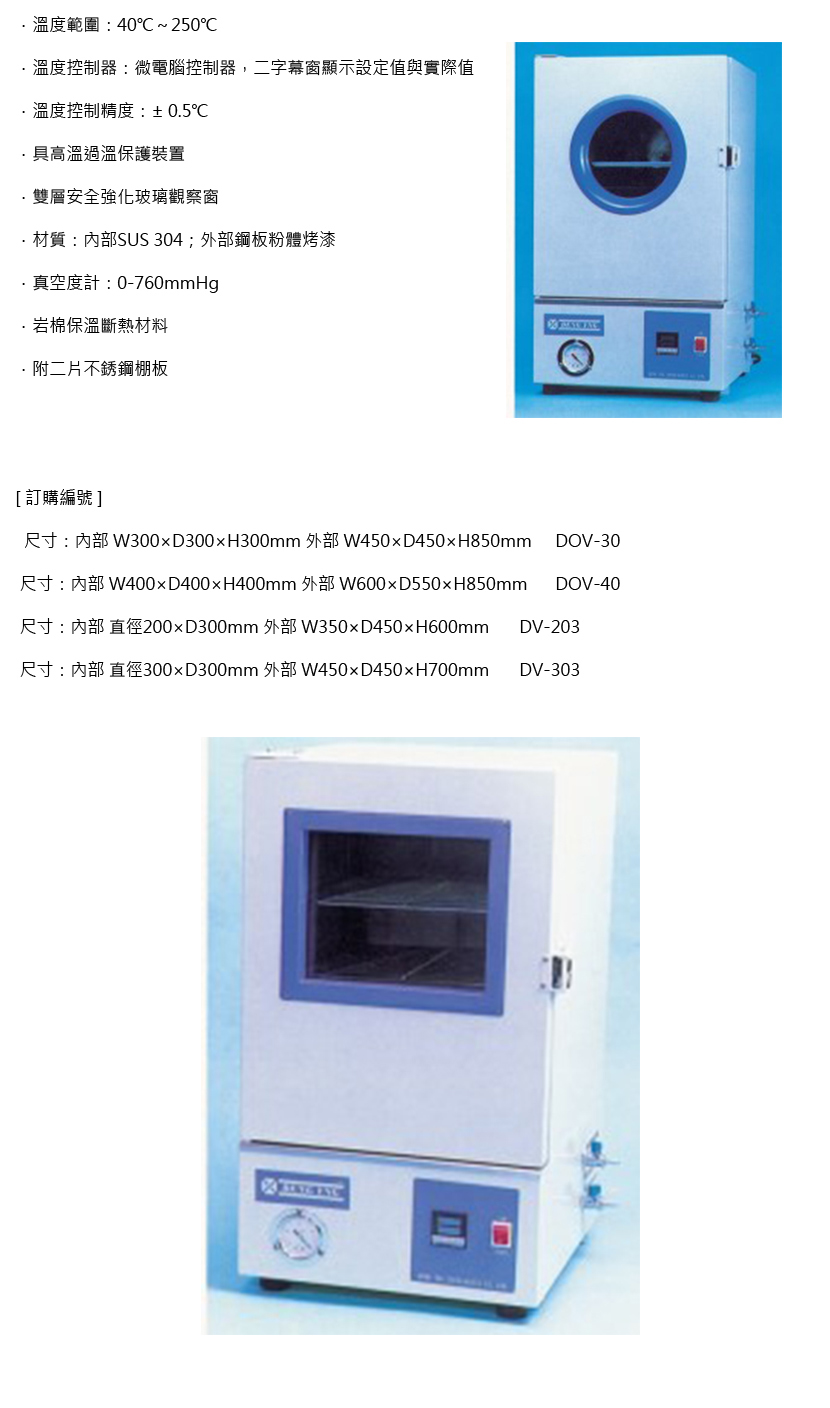 · 溫度範圍：40℃～250℃
· 溫度控制器：微電腦控制器，二字幕窗顯示設定值與實際值
· 溫度控制精度：± 0.5℃
· 具高溫過溫保護裝置
· 雙層安全強化玻璃觀察窗
· 材質：內部SUS 304；外部鋼板粉體烤漆
· 真空度計：0-760mmHg
· 岩棉保溫斷熱材料
· 附二片不銹鋼棚板
[ 訂購編號 ]
尺寸：內部 W300×D300×H300mm 外部 W450×D450×H850mm DOV-30
尺寸：內部 W400×D400×H400mm 外部 W600×D550×H850mm DOV-40
尺寸：內部 直徑200×D300mm 外部 W350×D450×H600mm DV-203
尺寸：內部 直徑300×D300mm 外部 W450×D450×H700mm DV-303